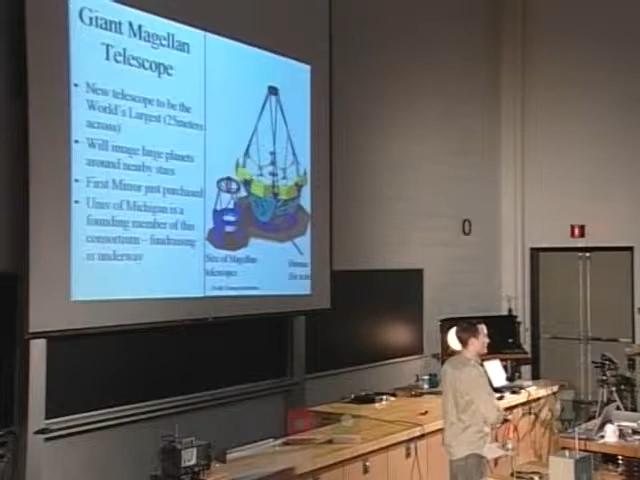 Giant Magellan
Telescope
• New telescope to be the
World's Largest (25meters
across)
• Will image large planets
around nearby stars
• First Mirror just purchased
• Univ of Michigan is a
founding member of this
consortium – fundraising
is underway
Size of Magellan
telescopes
Human